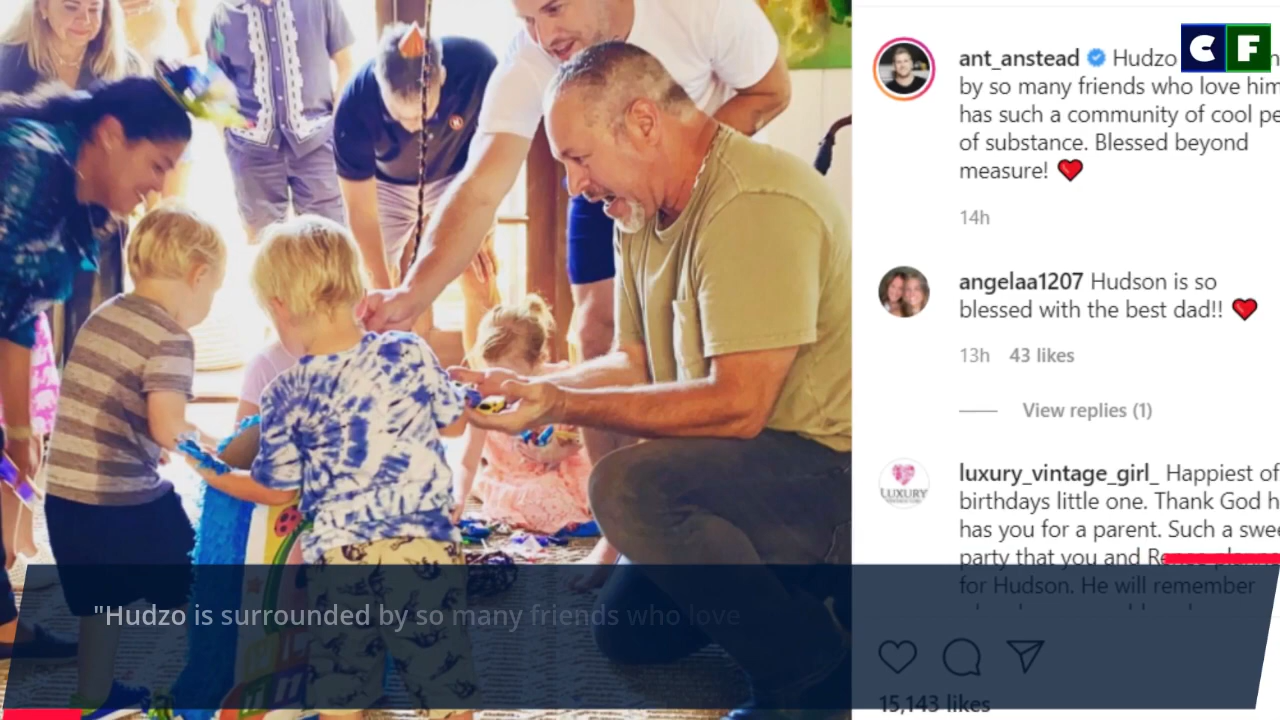 C F
ant_anstead Hudzo
by so many friends who love him
has such a community of cool
of substance. Blessed beyond
measure! ❤️
14h
angelaa1207 Hudson is so
blessed with the best dad!! ❤️
13h 43 likes
View replies (1)
LUXURY
luxury_vintage_girl_ Happiest of
birthdays little one. Thank God
has you for a parent. Such a
party that you and
for Hudson. He will remember
"Hudzo is surrounded by so many friends who love
15,143 likes